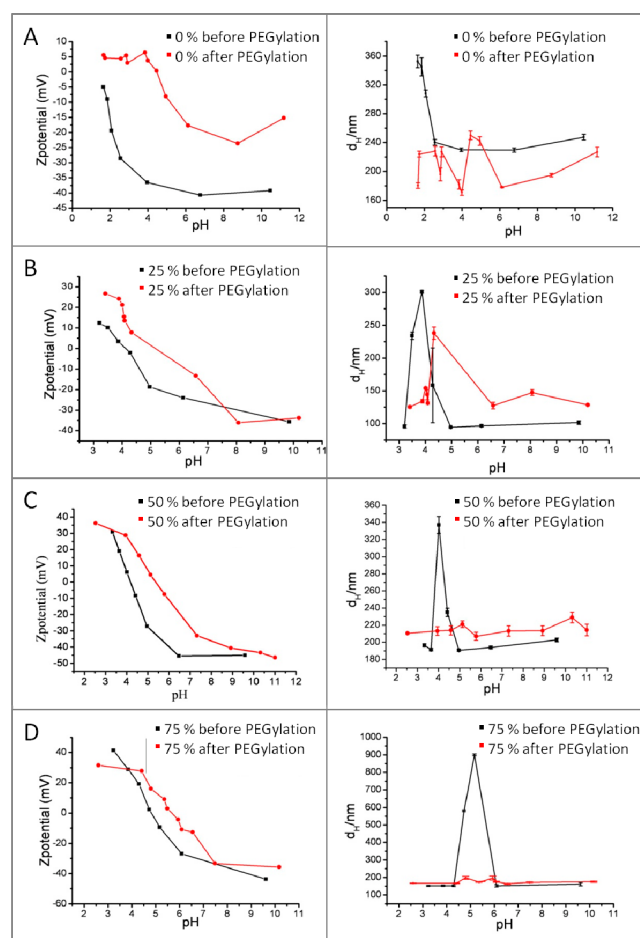 A
0 % before PEGylation
0 % after PEGylation
Zpotential (mV)
10
5
0
-5
-10
-15
-20
-25
-30
-35
-40
-45
0 2 4 6 8 10 12
pH
0 % before PEGylation
0 % after PEGylation
dH/nm
360
300
240
180
0 2 4 6 8 10 12
pH
B
25 % before PEGylation
25 % after PEGylation
Zpotential (mV)
30
20
10
0
-10
-20
-30
-40
3 4 5 6 7 8 9 10 11
pH
25 % before PEGylation
25 % after PEGylation
dH/nm
300
250
200
150
100
3 4 5 6 7 8 9 10 11
pH
C
50 % before PEGylation
50 % after PEGylation
Zpotential (mV)
40
30
20
10
0
-10
-20
-30
-40
-50
2 3 4 5 6 7 8 9 10 11
pH
50 % before PEGylation
50 % after PEGylation
dH/nm
360
340
320
300
280
260
240
220
200
180
2 3 4 5 6 7 8 9 10 11
pH
D
75 % before PEGylation
75 % after PEGylation
Zpotential (mV)
40
20
0
-20
-40
-60
2 3 4 5 6 7 8 9 10 11
pH
75 % before PEGylation
75 % after PEGylation
dH/nm
1000
900
800
700
600
500
400
300
200
100
2 3 4 5 6 7 8 9 10 11
pH